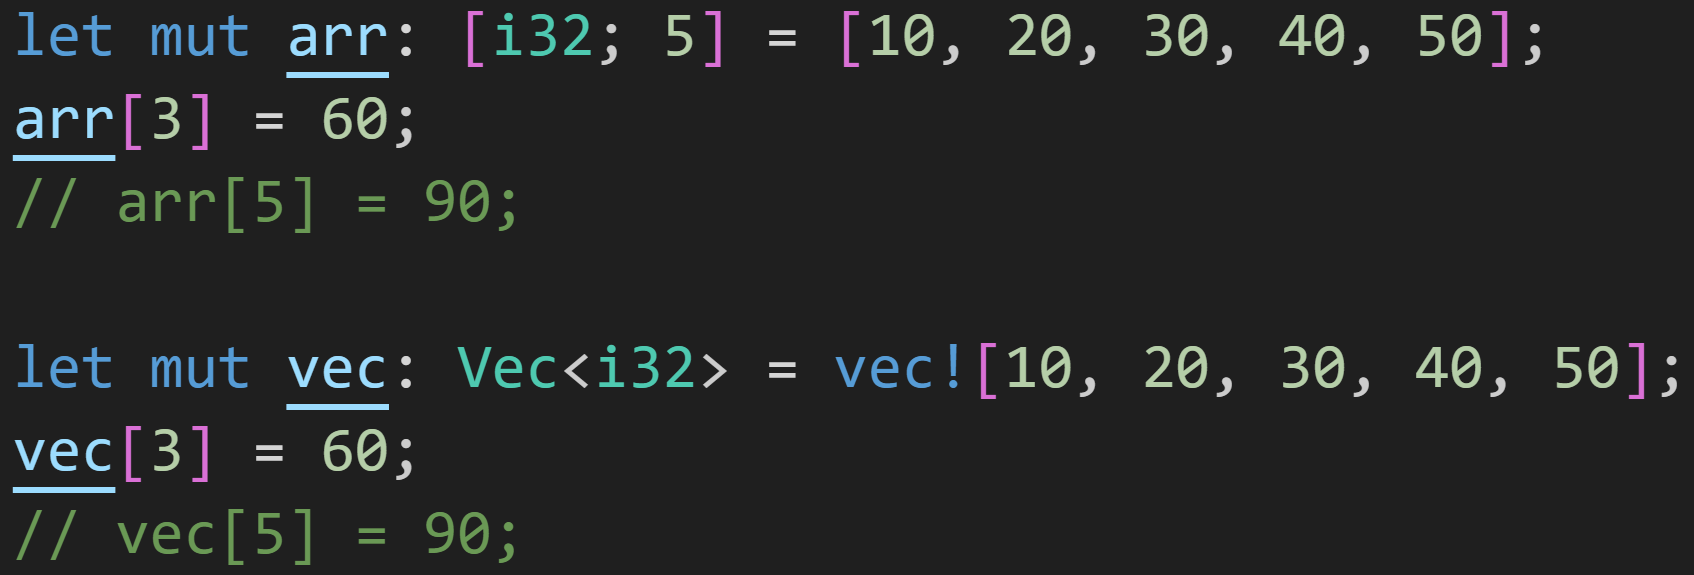 let mut arr: [i32; 5] = [10, 20, 30, 40, 50];
arr[3] = 60;
// arr[5] = 90;
let mut vec: Vec<i32> = vec![10, 20, 30, 40, 50];
vec[3] = 60;
// vec[5] = 90;